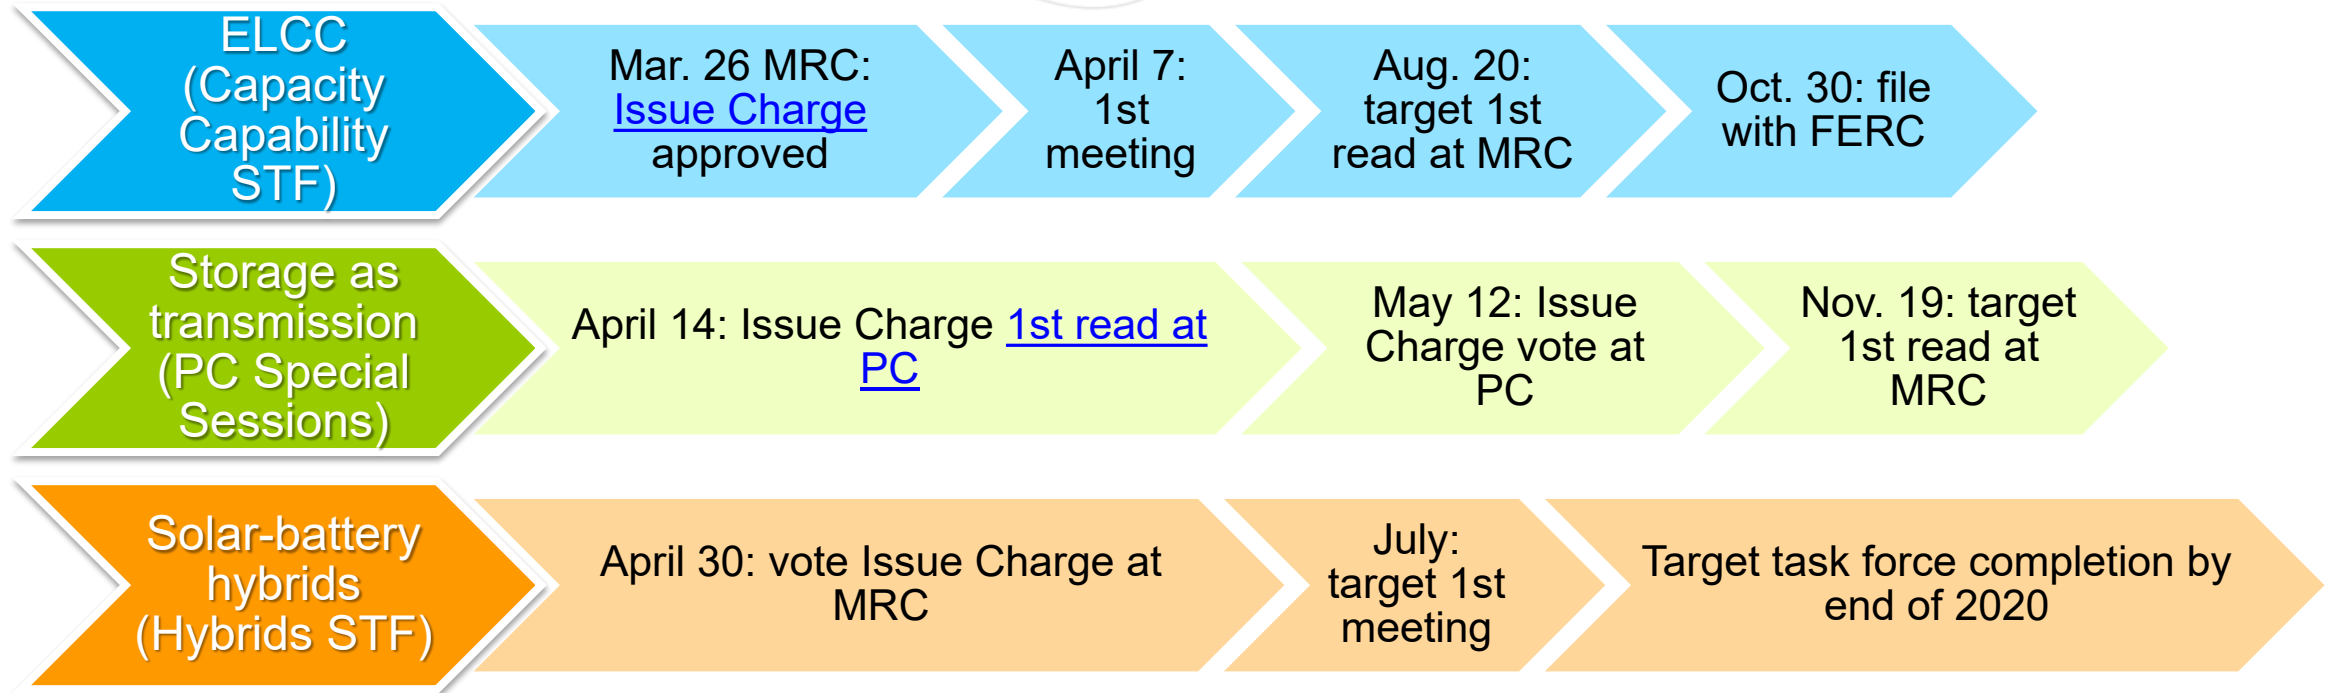 ELCC
(Capacity
Capability
STF)
Mar. 26 MRC:
Issue Charge
approved
April 7:
1st
meeting
Aug. 20:
target 1st
read at MRC
Oct. 30: file
with FERC
Storage as
transmission
(PC Special
Sessions)
April 14: Issue Charge 1st read at
PC
May 12: Issue
Charge vote at
PC
Nov. 19: target
1st read at
MRC
Solar-battery
hybrids
(Hybrids STF)
April 30: vote Issue Charge at
MRC
July:
target 1st
meeting
Target task force completion by
end of 2020